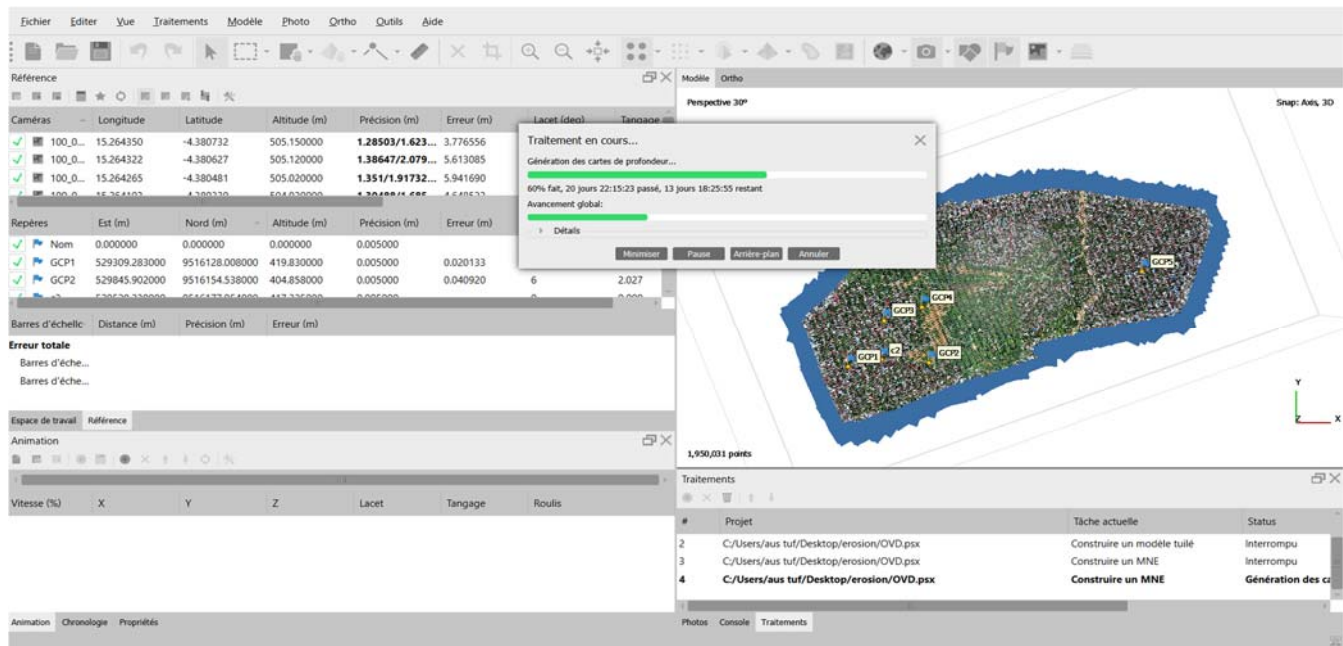 Fichier Editer Vue Traitements Modèle Photo Ortho Outils Aide
Référence
Caméras Longitude Latitude Altitude (m) Précision (m) Erreur (m) Lacet (deg) Tangage
100_0... 15.264350 -4.380732 505.150000 1.28503/1.623... 3.776556
100_0... 15.264322 -4.380627 505.120000 1.38647/2.079... 5.613085
100_0... 15.264265 -4.380481 505.020000 1.351/1.91732... 5.941690
Repères Est (m) Nord (m) Altitude (m) Précision (m) Erreur (m)
Nom 0.000000 0.000000 0.000000 0.005000
GCP1 529309.283000 9516128.008000 419.830000 0.005000 0.020133
GCP2 529845.902000 9516154.538000 404.858000 0.005000 0.040920 6 2.027
Barres d'échelle Distance (m) Précision (m) Erreur (m)
Erreur totale
Barres d'éche...
Barres d'éche...
Espace de travail Référence
Animation
Vitesse (%) X Y Z Lacet Tangage Roulis
Animation Chronologie Propriétés
Traitement en cours...
Génération des cartes de profondeur...
60% fait, 20 jours 22:15:23 passé, 13 jours 18:25:55 restant
Avancement global:
Détails
Minimiser Pause Arrière-plan Annuler
Modèle Ortho
Perspective 30° Snap: Axis, 3D
GCP5
GCP4
GCP3
GCP1 c2 GCP2
Y
Z X
1,950,031 points
Traitements
# Projet Tâche actuelle Status
2 C:/Users/aus tuf/Desktop/erosion/OVD.psx Construire un modèle tuilé Interrompu
3 C:/Users/aus tuf/Desktop/erosion/OVD.psx Construire un MNE Interrompu
4 C:/Users/aus tuf/Desktop/erosion/OVD.psx Construire un MNE Génération des ca
Photos Console Traitements